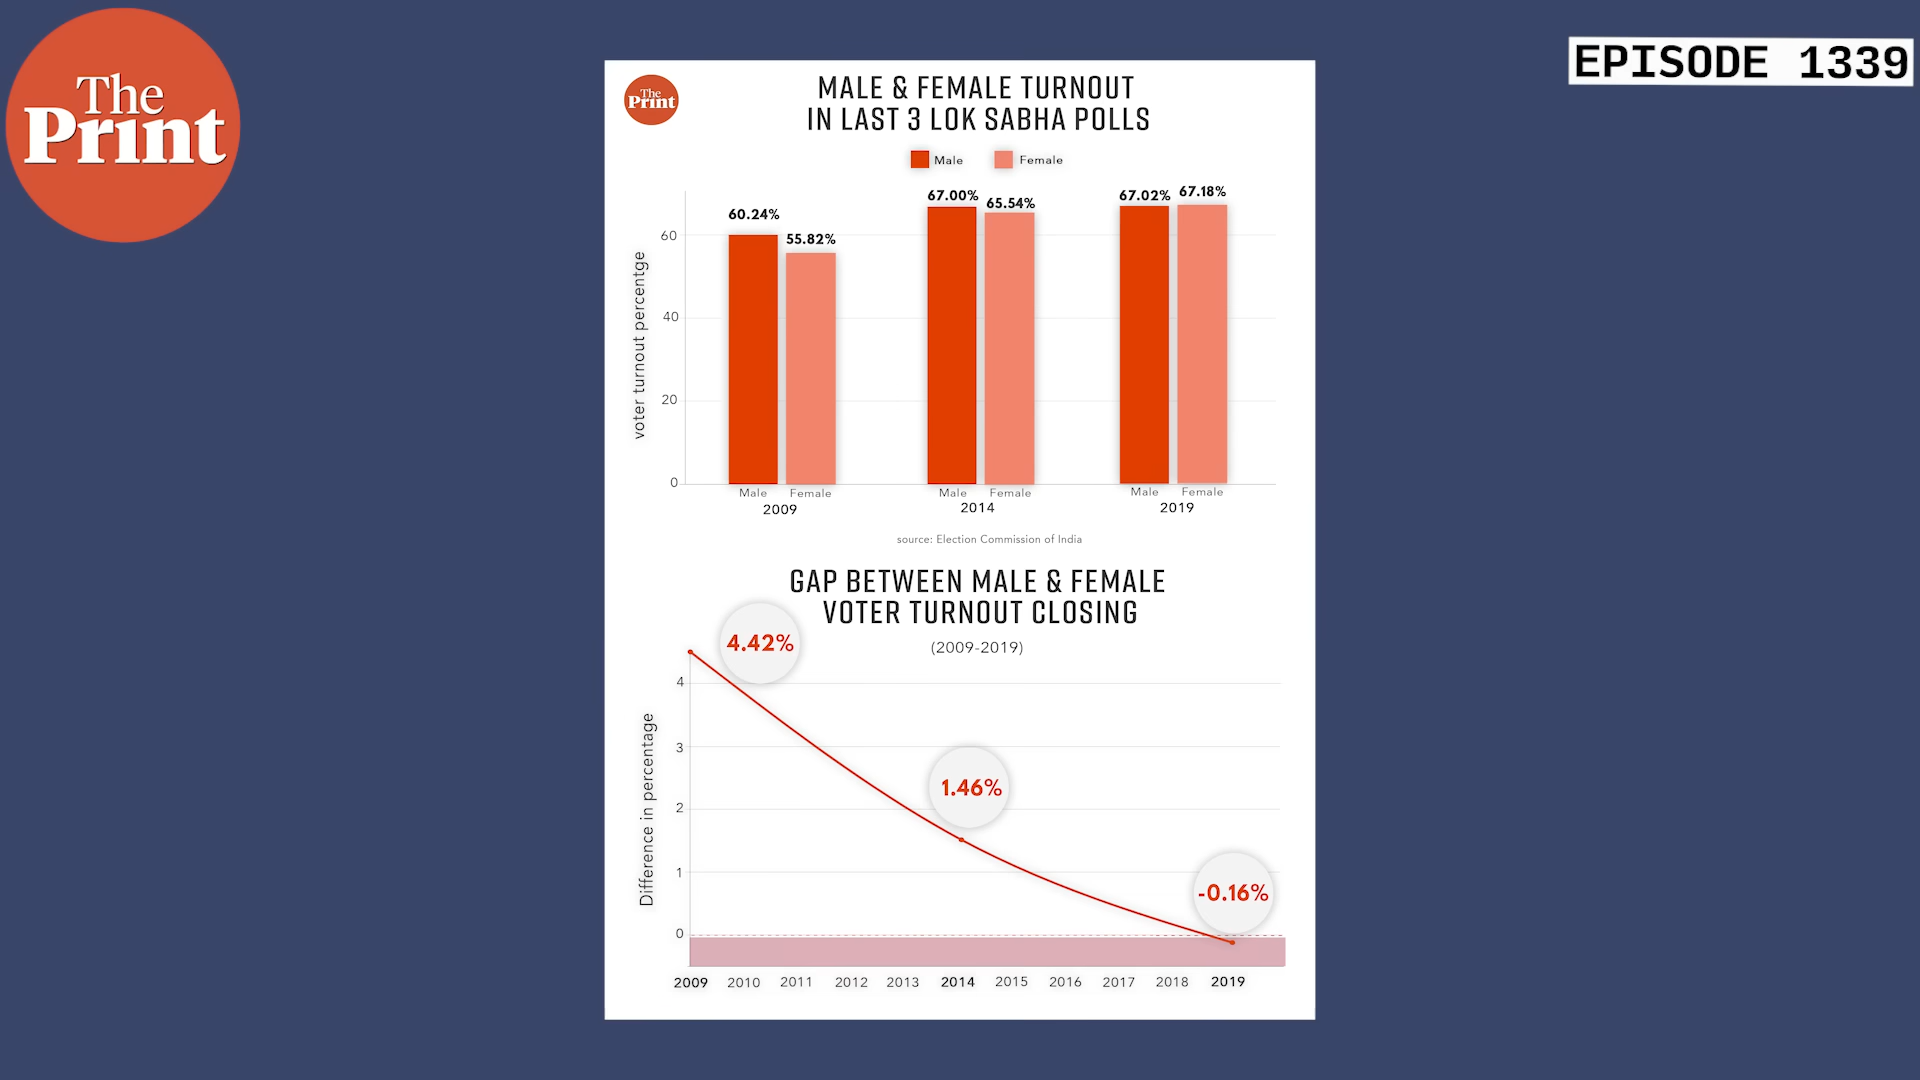 The
Print
EPISODE 1339
The
Print
MALE & FEMALE TURNOUT
IN LAST 3 LOK SABHA POLLS
Male
Female
voter turnout percentge
60
40
20
0
60.24%
55.82%
67.00%
65.54%
67.02%
67.18%
Male Female
2009
Male Female
2014
Male Female
2019
source: Election Commission of India
GAP BETWEEN MALE & FEMALE
VOTER TURNOUT CLOSING
(2009-2019)
Difference in percentage
4
3
2
1
0
4.42%
1.46%
-0.16%
2009 2010 2011 2012 2013 2014 2015 2016 2017 2018 2019